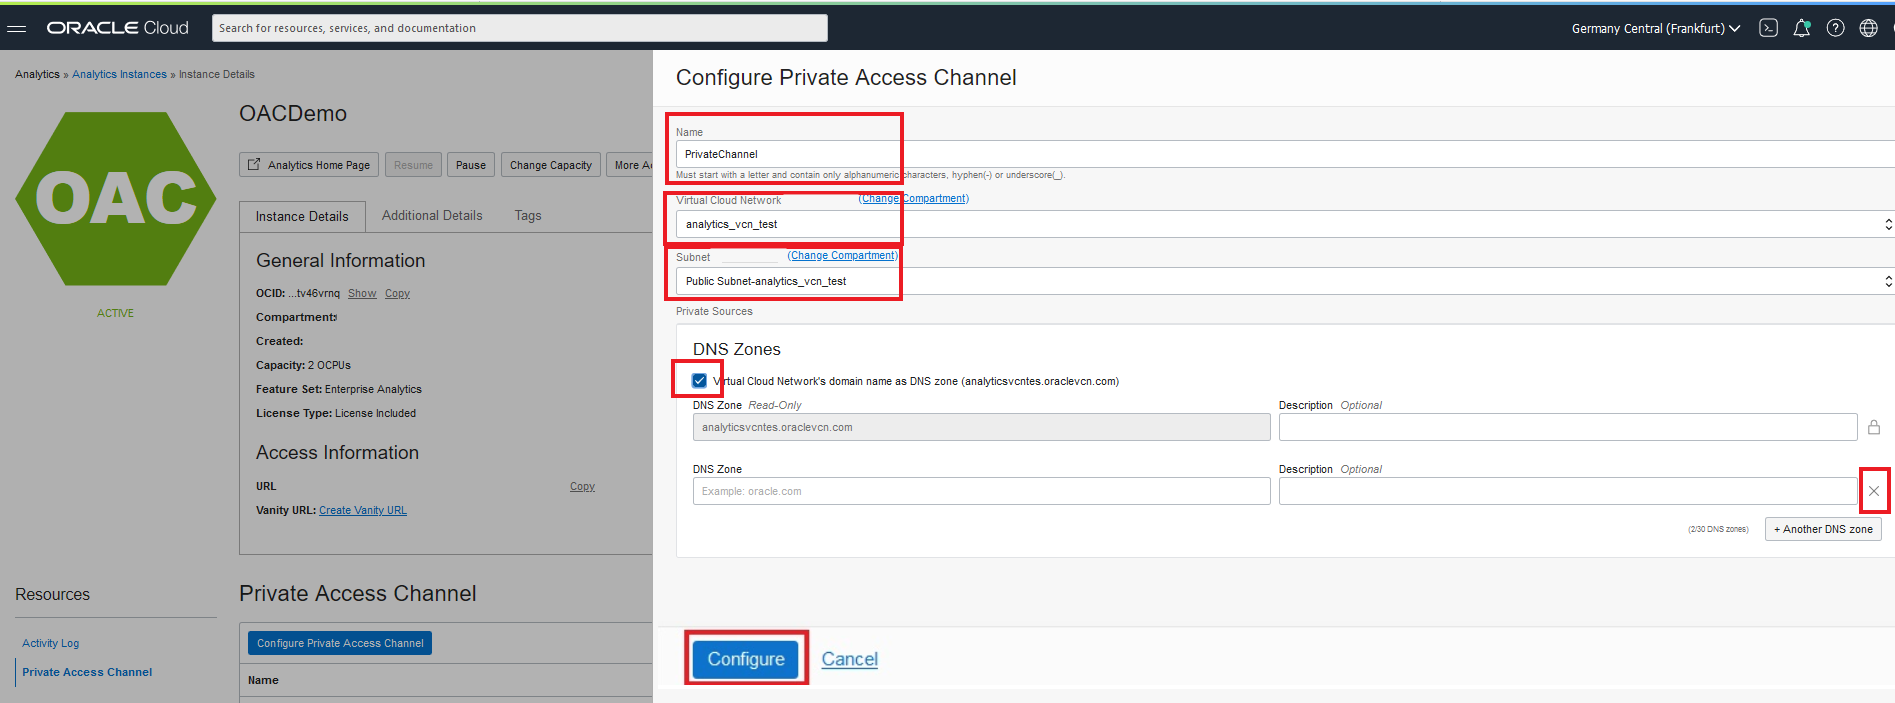 ORACLE Cloud
Search for resources, services, and documentation
Germany Central (Frankfurt)
Analytics » Analytics Instances » Instance Details
OAC
ACTIVE
OACDemo
Analytics Home Page
Resume
Pause
Change Capacity
More Ac
Instance Details
Additional Details
Tags
General Information
OCID: ...tv46vrnq Show Copy
Compartment:
Created:
Capacity: 2 OCPUs
Feature Set: Enterprise Analytics
License Type: License Included
Access Information
URL
Copy
Vanity URL: Create Vanity URL
Resources
Activity Log
Private Access Channel
Private Access Channel
Configure Private Access Channel
Name
Configure Private Access Channel
Name
PrivateChannel
Must start with a letter and contain only alphanumeric characters, hyphen(-) or underscore(_).
Virtual Cloud Network (Change Compartment)
analytics_vcn_test
Subnet (Change Compartment)
Public Subnet-analytics_vcn_test
Private Sources
DNS Zones
Virtual Cloud Network's domain name as DNS zone (analyticsvcntes.oraclevcn.com)
DNS Zone Read-Only
Description Optional
analyticsvcntes.oraclevcn.com
DNS Zone
Description Optional
Example: oracle.com
(2/30 DNS zones)
+ Another DNS zone
Configure
Cancel